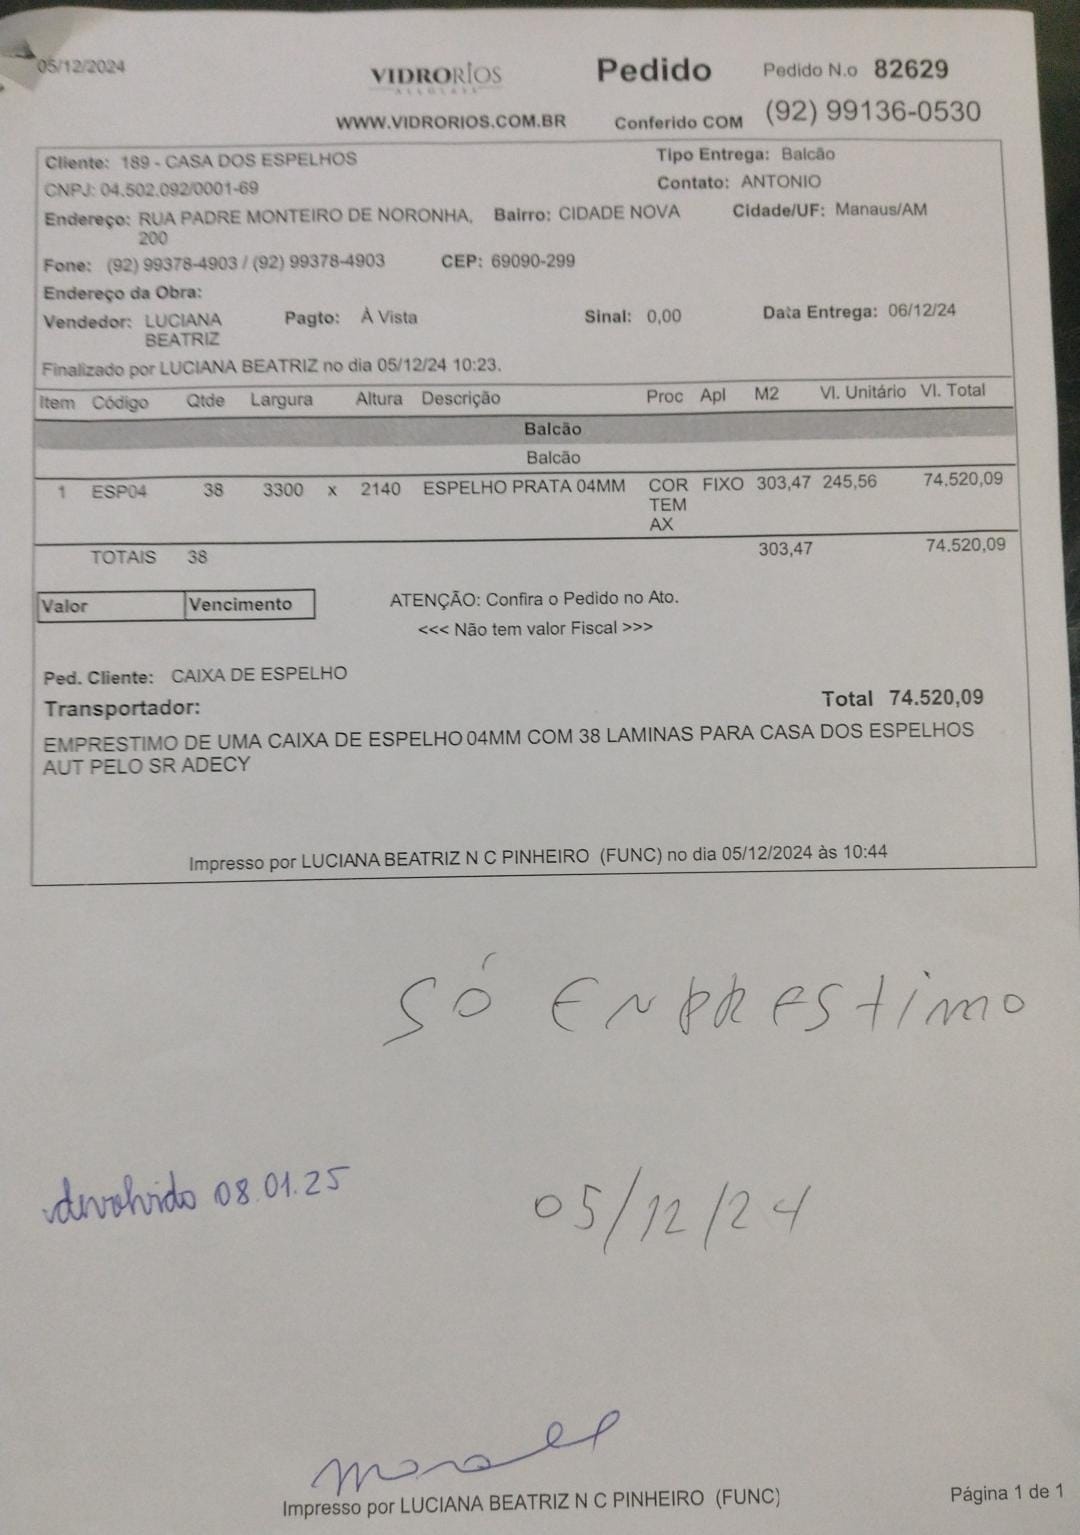 05/12/2024 VIDRORIOS Pedido Pedido N.o 82629
WWW.VIDRORIOS.COM.BR Conferido COM (92) 99136-0530
Cliente: 189 - CASA DOS ESPELHOS Tipo Entrega: Balcão
CNPJ: 04.502.092/0001-69 Contato: ANTONIO
Endereço: RUA PADRE MONTEIRO DE NORONHA, Bairro: CIDADE NOVA Cidade/UF: Manaus/AM
200
Fone: (92) 99378-4903 / (92) 99378-4903 CEP: 69090-299
Endereço da Obra:
Vendedor: LUCIANA Pagto: À Vista Sinal: 0,00 Data Entrega: 06/12/24
BEATRIZ
Finalizado por LUCIANA BEATRIZ no dia 05/12/24 10:23.
Item Código Qtde Largura Altura Descrição Proc Apl M2 Vl. Unitário Vl. Total
Balcão
Balcão
1 ESP04 38 3300 x 2140 ESPELHO PRATA 04MM COR FIXO 303,47 245,56 74.520,09
TEM
AX
TOTAIS 38 303,47 74.520,09
Valor Vencimento ATENÇÃO: Confira o Pedido no Ato.
<<< Não tem valor Fiscal >>>
Ped. Cliente: CAIXA DE ESPELHO
Transportador: Total 74.520,09
EMPRESTIMO DE UMA CAIXA DE ESPELHO 04MM COM 38 LAMINAS PARA CASA DOS ESPELHOS
AUT PELO SR ADECY
Impresso por LUCIANA BEATRIZ N C PINHEIRO (FUNC) no dia 05/12/2024 às 10:44
SÓ EMPRESTIMO
devolvido 08.01.25
05/12/24
Impresso por LUCIANA BEATRIZ N C PINHEIRO (FUNC) Página 1 de 1